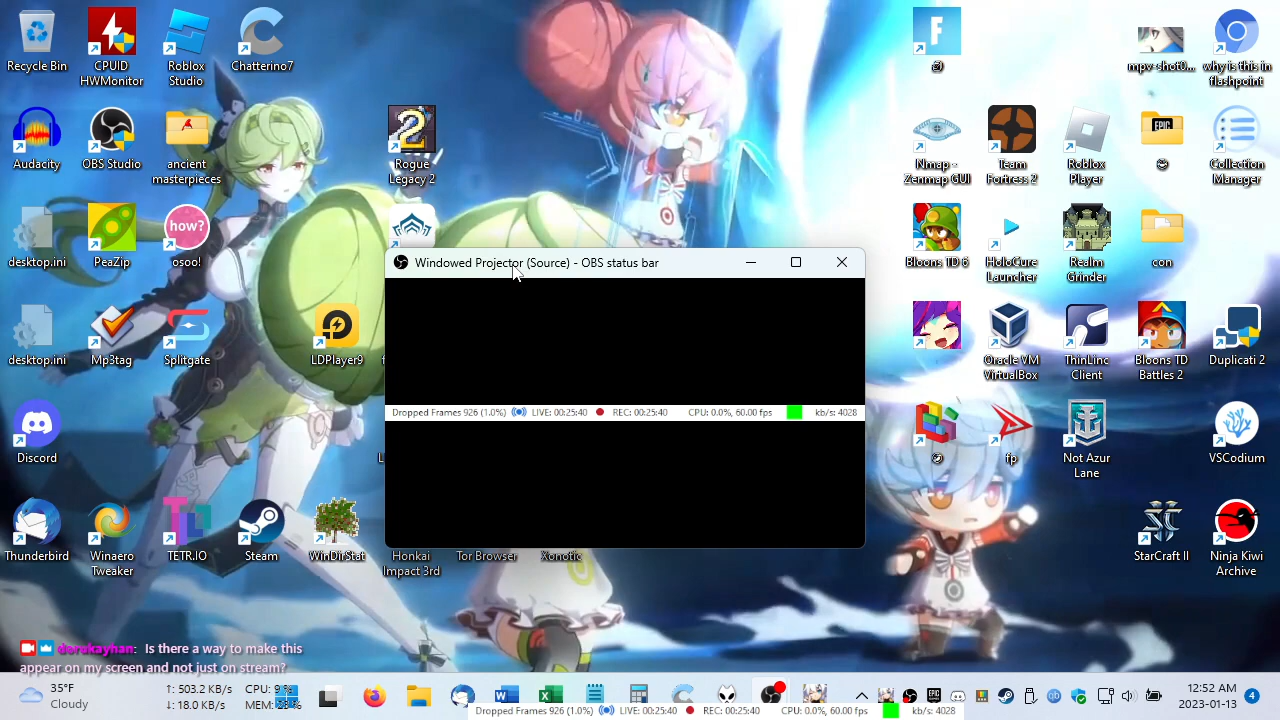 Recycle Bin
CPUID
HWMonitor
Roblox
Studio
Chatterino7
F
@
mpv-shot0...
why is this in
flashpoint
Audacity
OBS Studio
ancient
masterpieces
2
Rogue
Legacy 2
Nmap -
Zenmap GUI
Team
Fortress 2
Roblox
Player
EPIC
Collection
Manager
desktop.ini
PeaZip
how?
osoo!
Bloons TD 6
HoloCure
Launcher
Realm
Grinder
con
Windowed Projector (Source) - OBS status bar
desktop.ini
Mp3tag
Splitgate
LDPlayer9
Oracle VM
VirtualBox
ThinLinc
Client
Bloons TD
Battles 2
Duplicati 2
Dropped Frames 926 (1.0%) LIVE: 00:25:40 REC: 00:25:40 CPU: 0.0%, 60.00 fps kb/s: 4028
Discord
fp
Not Azur
Lane
VSCodium
Thunderbird
Winaero
Tweaker
TETR.IO
Steam
WinDirStat
Honkai
Impact 3rd
Tor Browser
Xonotic
SC
StarCraft II
Ninja Kiwi
Archive
dorukayhan: Is there a way to make this
appear on my screen and not just on stream?
35°F
Cloudy
↑: 503.2 KB/s CPU: 9 %
↓: 18.0 KB/s
12:52 AM
2023-01-13
4
Dropped Frames 926 (1.0%) LIVE: 00:25:40 REC: 00:25:40 CPU: 0.0%, 60.00 fps kb/s: 4028